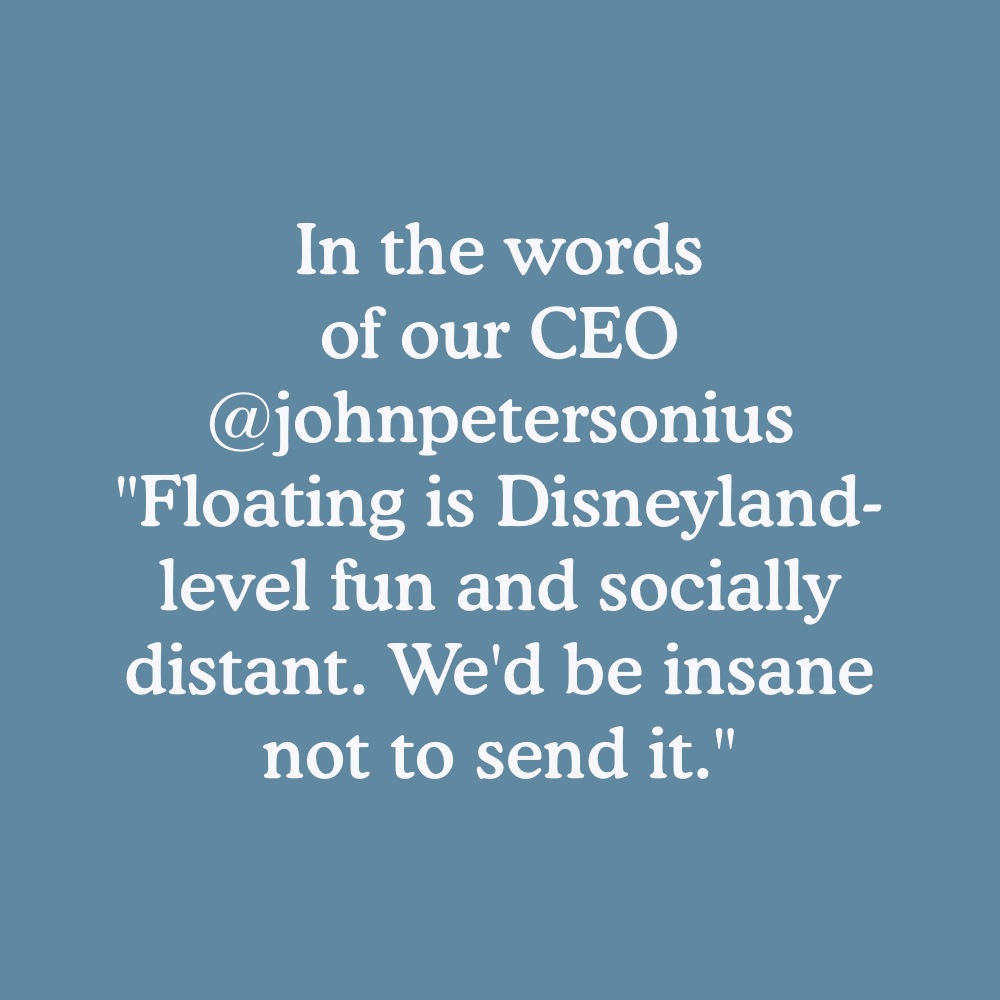 In the words
of our CEO
@johnpetersonius
"Floating is Disneyland-
level fun and socially
distant. We'd be insane
not to send it."